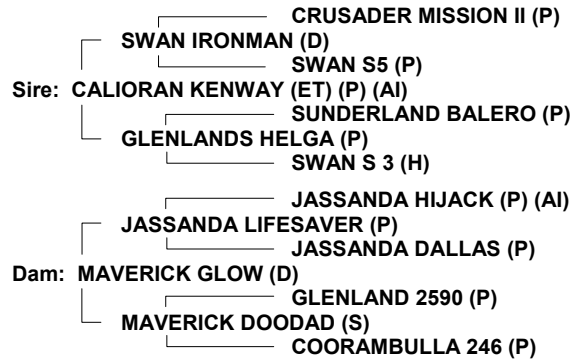 CRUSADER MISSION II (P)
SWAN IRONMAN (D)
SWAN S5 (P)
Sire: CALIORAN KENWAY (ET) (P) (AI)
SUNDERLAND BALERO (P)
GLENLANDS HELGA (P)
SWAN S 3 (H)
JASSANDA HIJACK (P) (AI)
JASSANDA LIFESAVER (P)
JASSANDA DALLAS (P)
Dam: MAVERICK GLOW (D)
GLENLAND 2590 (P)
MAVERICK DOODAD (S)
COORAMBULLA 246 (P)